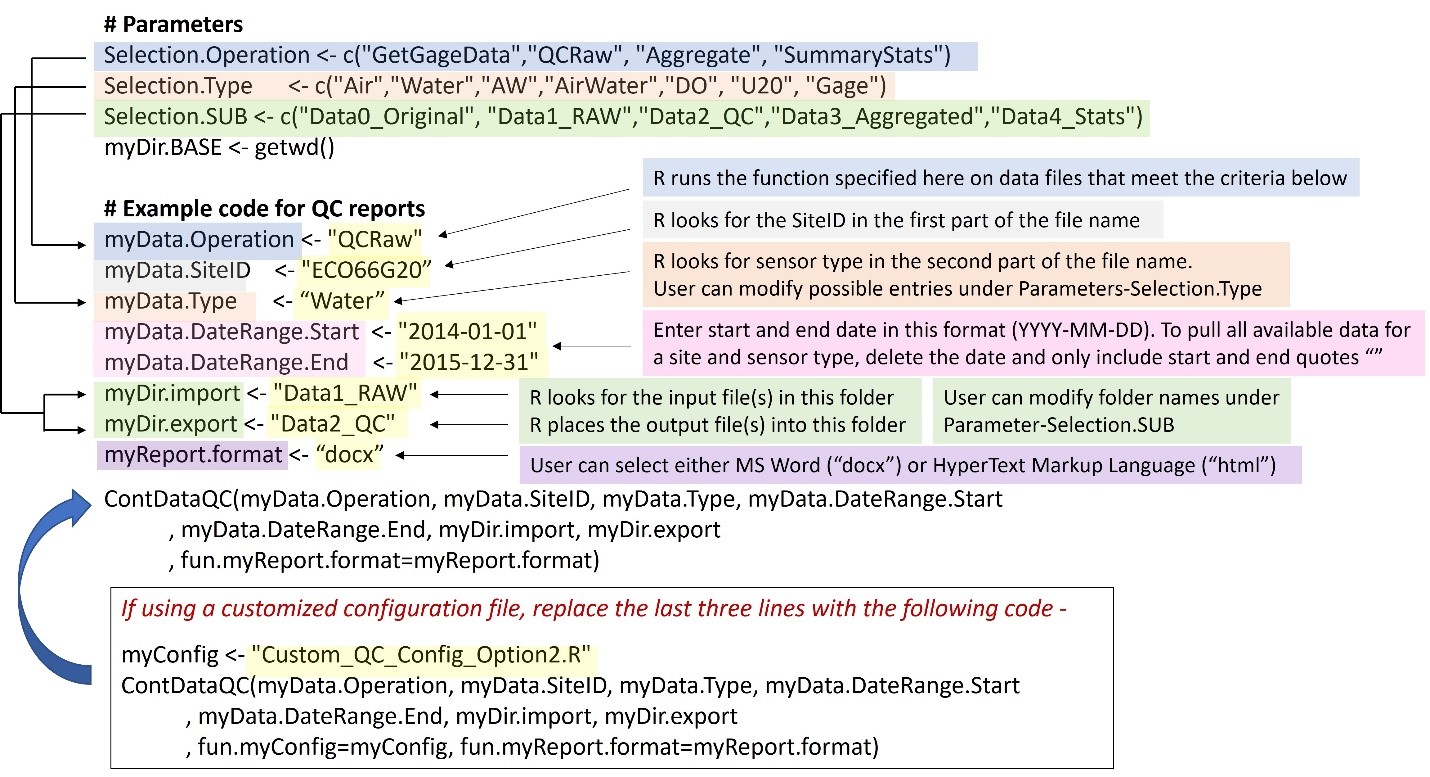 # Parameters
Selection.Operation <- c("GetGageData","QCRaw", "Aggregate", "SummaryStats")
Selection.Type <- c("Air","Water","AW","AirWater","DO", "U20", "Gage")
Selection.SUB <- c("Data0_Original", "Data1_RAW","Data2_QC","Data3_Aggregated","Data4_Stats")
myDir.BASE <- getwd()
R runs the function specified here on data files that meet the criteria below
# Example code for QC reports
R looks for the SiteID in the first part of the file name
myData.Operation <- "QCRaw"
myData.SiteID <- "ECO66G20”
R looks for sensor type in the second part of the file name.
User can modify possible entries under Parameters-Selection.Type
myData.Type <- “Water”
myData.DateRange.Start <- "2014-01-01"
myData.DateRange.End <- "2015-12-31"
Enter start and end date in this format (YYYY-MM-DD). To pull all available data for
a site and sensor type, delete the date and only include start and end quotes “”
myDir.import <- "Data1_RAW"
myDir.export <- "Data2_QC"
R looks for the input file(s) in this folder
R places the output file(s) into this folder
User can modify folder names under
Parameter-Selection.SUB
myReport.format <- “docx”
User can select either MS Word (“docx”) or HyperText Markup Language (“html”)
ContDataQC(myData.Operation, myData.SiteID, myData.Type, myData.DateRange.Start
, myData.DateRange.End, myDir.import, myDir.export
, fun.myReport.format=myReport.format)
If using a customized configuration file, replace the last three lines with the following code -
myConfig <- "Custom_QC_Config_Option2.R"
ContDataQC(myData.Operation, myData.SiteID, myData.Type, myData.DateRange.Start
, myData.DateRange.End, myDir.import, myDir.export
, fun.myConfig=myConfig, fun.myReport.format=myReport.format)